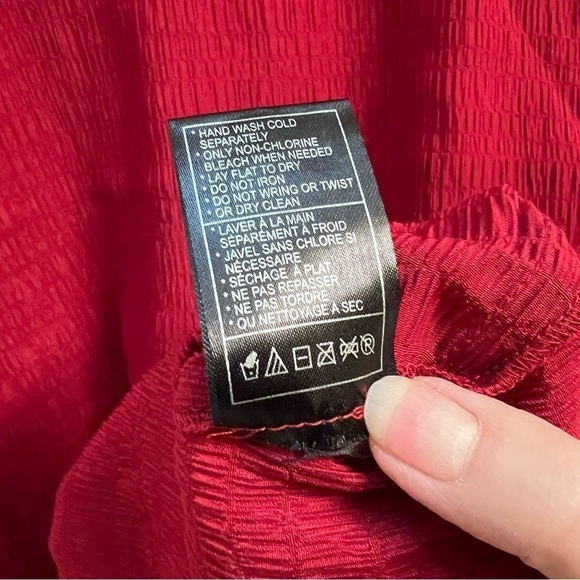 • HAND WASH COLD
SEPARATELY
• ONLY NON-CHLORINE
BLEACH WHEN NEEDED
• LAY FLAT TO DRY
• DO NOT IRON
• DO NOT WRING OR TWIST
• OR DRY CLEAN
• LAVER À LA MAIN
SÉPARÉMENT À FROID
• JAVEL SANS CHLORE SI
NÉCESSAIRE
• SÉCHAGE À PLAT
• NE PAS REPASSER
• NE PAS TORDRE
• OU NETTOYAGE À SEC